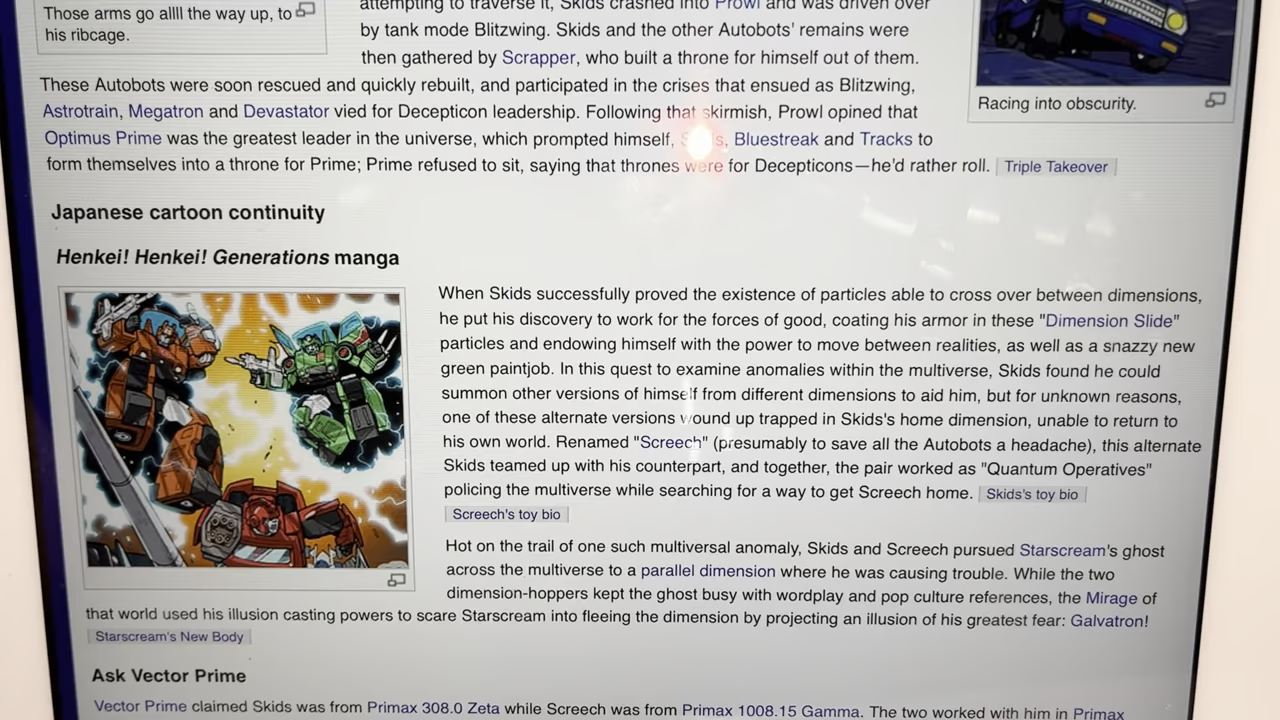 Those arms go allll the way up, to
his ribcage.
attempting to traverse it, Skids crashed into Prowl and was driven over
by tank mode Blitzwing. Skids and the other Autobots' remains were
then gathered by Scrapper, who built a throne for himself out of them.
Racing into obscurity.
These Autobots were soon rescued and quickly rebuilt, and participated in the crises that ensued as Blitzwing,
Astrotrain, Megatron and Devastator vied for Decepticon leadership. Following that skirmish, Prowl opined that
Optimus Prime was the greatest leader in the universe, which prompted himself, Bluestreak and Tracks to
form themselves into a throne for Prime; Prime refused to sit, saying that thrones were for Decepticons—he'd rather roll. Triple Takeover
Japanese cartoon continuity
Henkei! Henkei! Generations manga
When Skids successfully proved the existence of particles able to cross over between dimensions,
he put his discovery to work for the forces of good, coating his armor in these "Dimension Slide"
particles and endowing himself with the power to move between realities, as well as a snazzy new
green paintjob. In this quest to examine anomalies within the multiverse, Skids found he could
summon other versions of himself from different dimensions to aid him, but for unknown reasons,
one of these alternate versions wound up trapped in Skids's home dimension, unable to return to
his own world. Renamed "Screech" (presumably to save all the Autobots a headache), this alternate
Skids teamed up with his counterpart, and together, the pair worked as "Quantum Operatives"
policing the multiverse while searching for a way to get Screech home. Skids's toy bio
Screech's toy bio
Hot on the trail of one such multiversal anomaly, Skids and Screech pursued Starscream's ghost
across the multiverse to a parallel dimension where he was causing trouble. While the two
dimension-hoppers kept the ghost busy with wordplay and pop culture references, the Mirage of
that world used his illusion casting powers to scare Starscream into fleeing the dimension by projecting an illusion of his greatest fear: Galvatron!
Starscream's New Body
Ask Vector Prime
Vector Prime claimed Skids was from Primax 308.0 Zeta while Screech was from Primax 1008.15 Gamma. The two worked with him in Primax